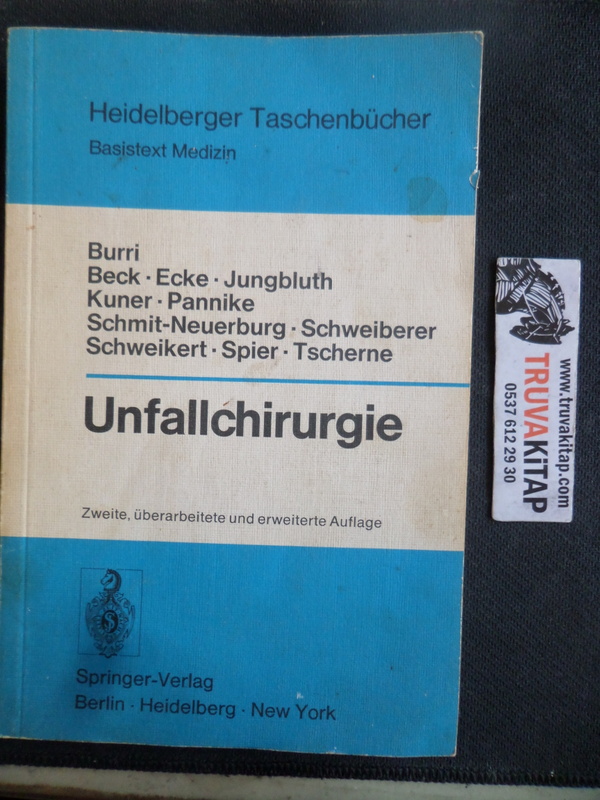 Heidelberger Taschenbücher
Basistext Medizin
Burri
Beck · Ecke · Jungbluth
Kuner · Pannike
Schmit-Neuerburg · Schweiberer
Schweikert · Spier · Tscherne
Unfallchirurgie
Zweite, überarbeitete und erweiterte Auflage
S
Springer-Verlag
Berlin · Heidelberg · New York
www.truvakitap.com
TRUVAKiTAP
0537 612 29 30